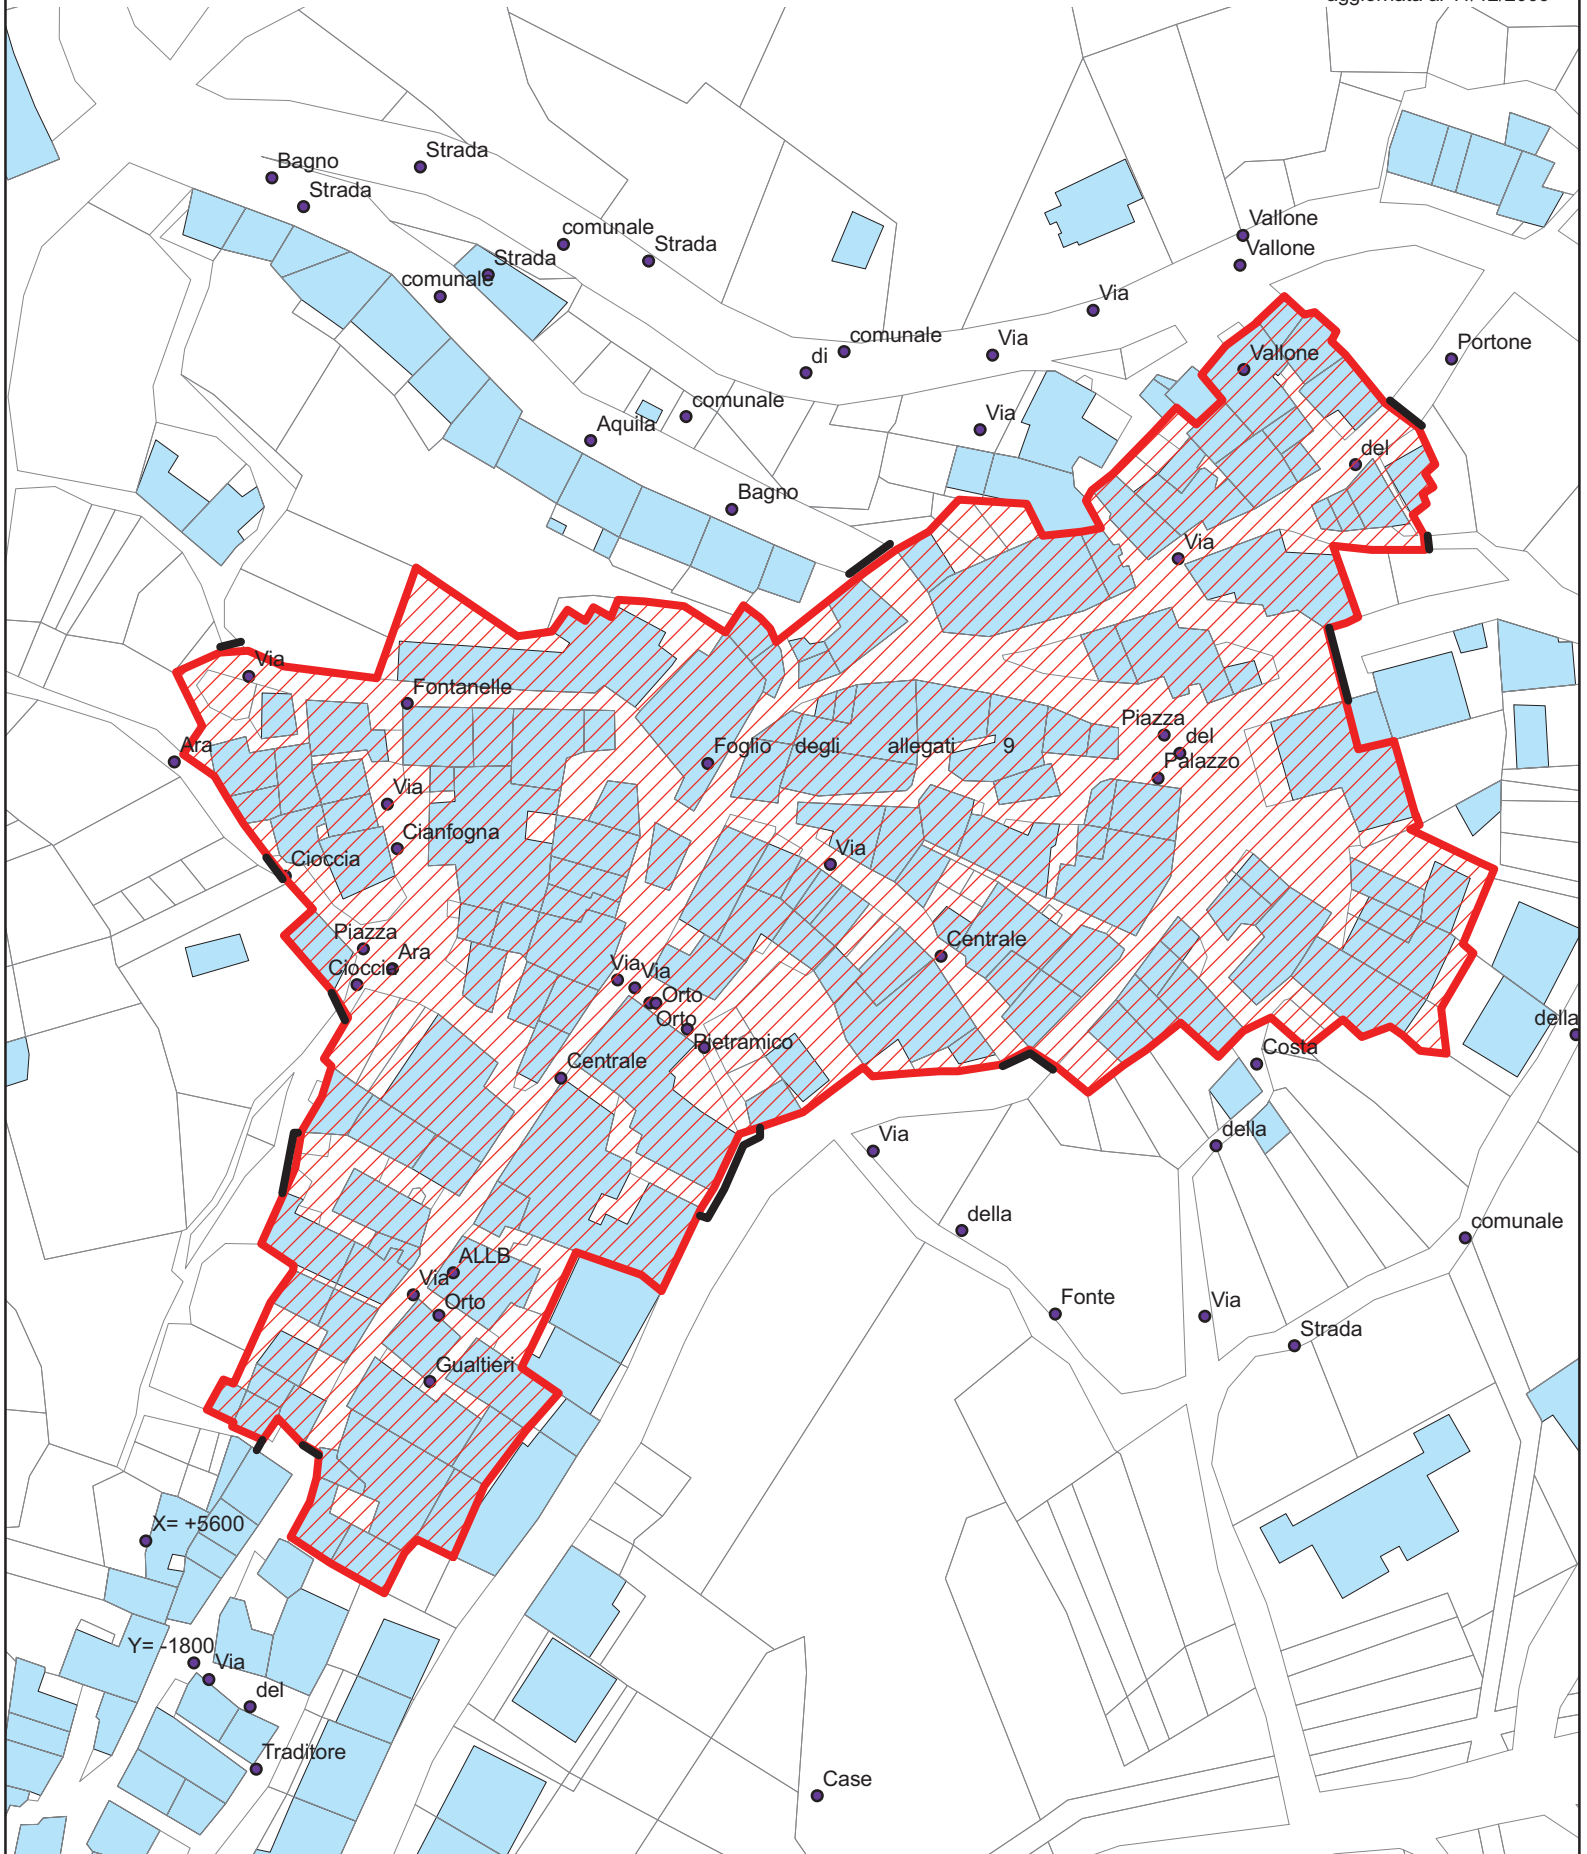 Strada
Bagno
Strada
Vallone
comunale
Strada
Vallone
Strada
comunale
Via
comunale
Via
Portone
di
Vallone
comunale
Via
Aquila
del
Bagno
Via
Via
Fontanelle
Piazza
Ara
Foglio degli allegati 9
del
Palazzo
Via
Cianfogna
Via
Cioccia
Piazza
Ara
Centrale
Cioccia
Via
Via
Orto
Orto
della
Pietramico
Costa
Centrale
Via
della
della
comunale
ALLB
Via
Orto
Fonte
Via
Strada
Gualtieri
X= +5600
Y= -1800
Via
del
Traditore
Case